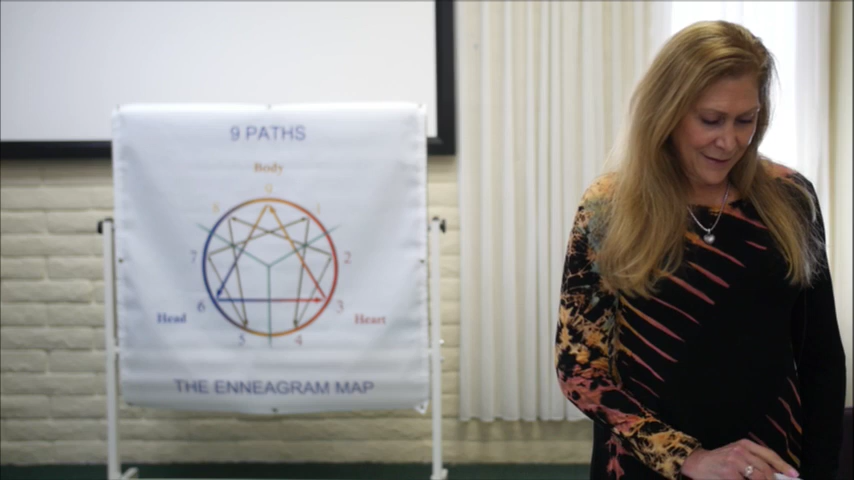 9 PATHS
Body
9
8 1
7 2
6 3
Head Heart
5 4
THE ENNEAGRAM MAP